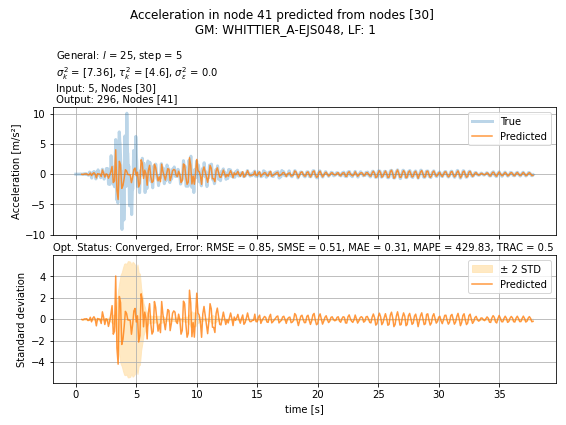 Acceleration in node 41 predicted from nodes [30]
GM: WHITTIER_A-EJS048, LF: 1
General: l = 25, step = 5
σ²ₖ = [7.36], τ²ₖ = [4.6], σ²ε = 0.0
Input: 5, Nodes [30]
Output: 296, Nodes [41]
Acceleration [m/s²]
10
5
0
−5
−10
True
Predicted
Opt. Status: Converged, Error: RMSE = 0.85, SMSE = 0.51, MAE = 0.31, MAPE = 429.83, TRAC = 0.5
Standard deviation
4
2
0
−2
−4
± 2 STD
Predicted
0 5 10 15 20 25 30 35
time [s]